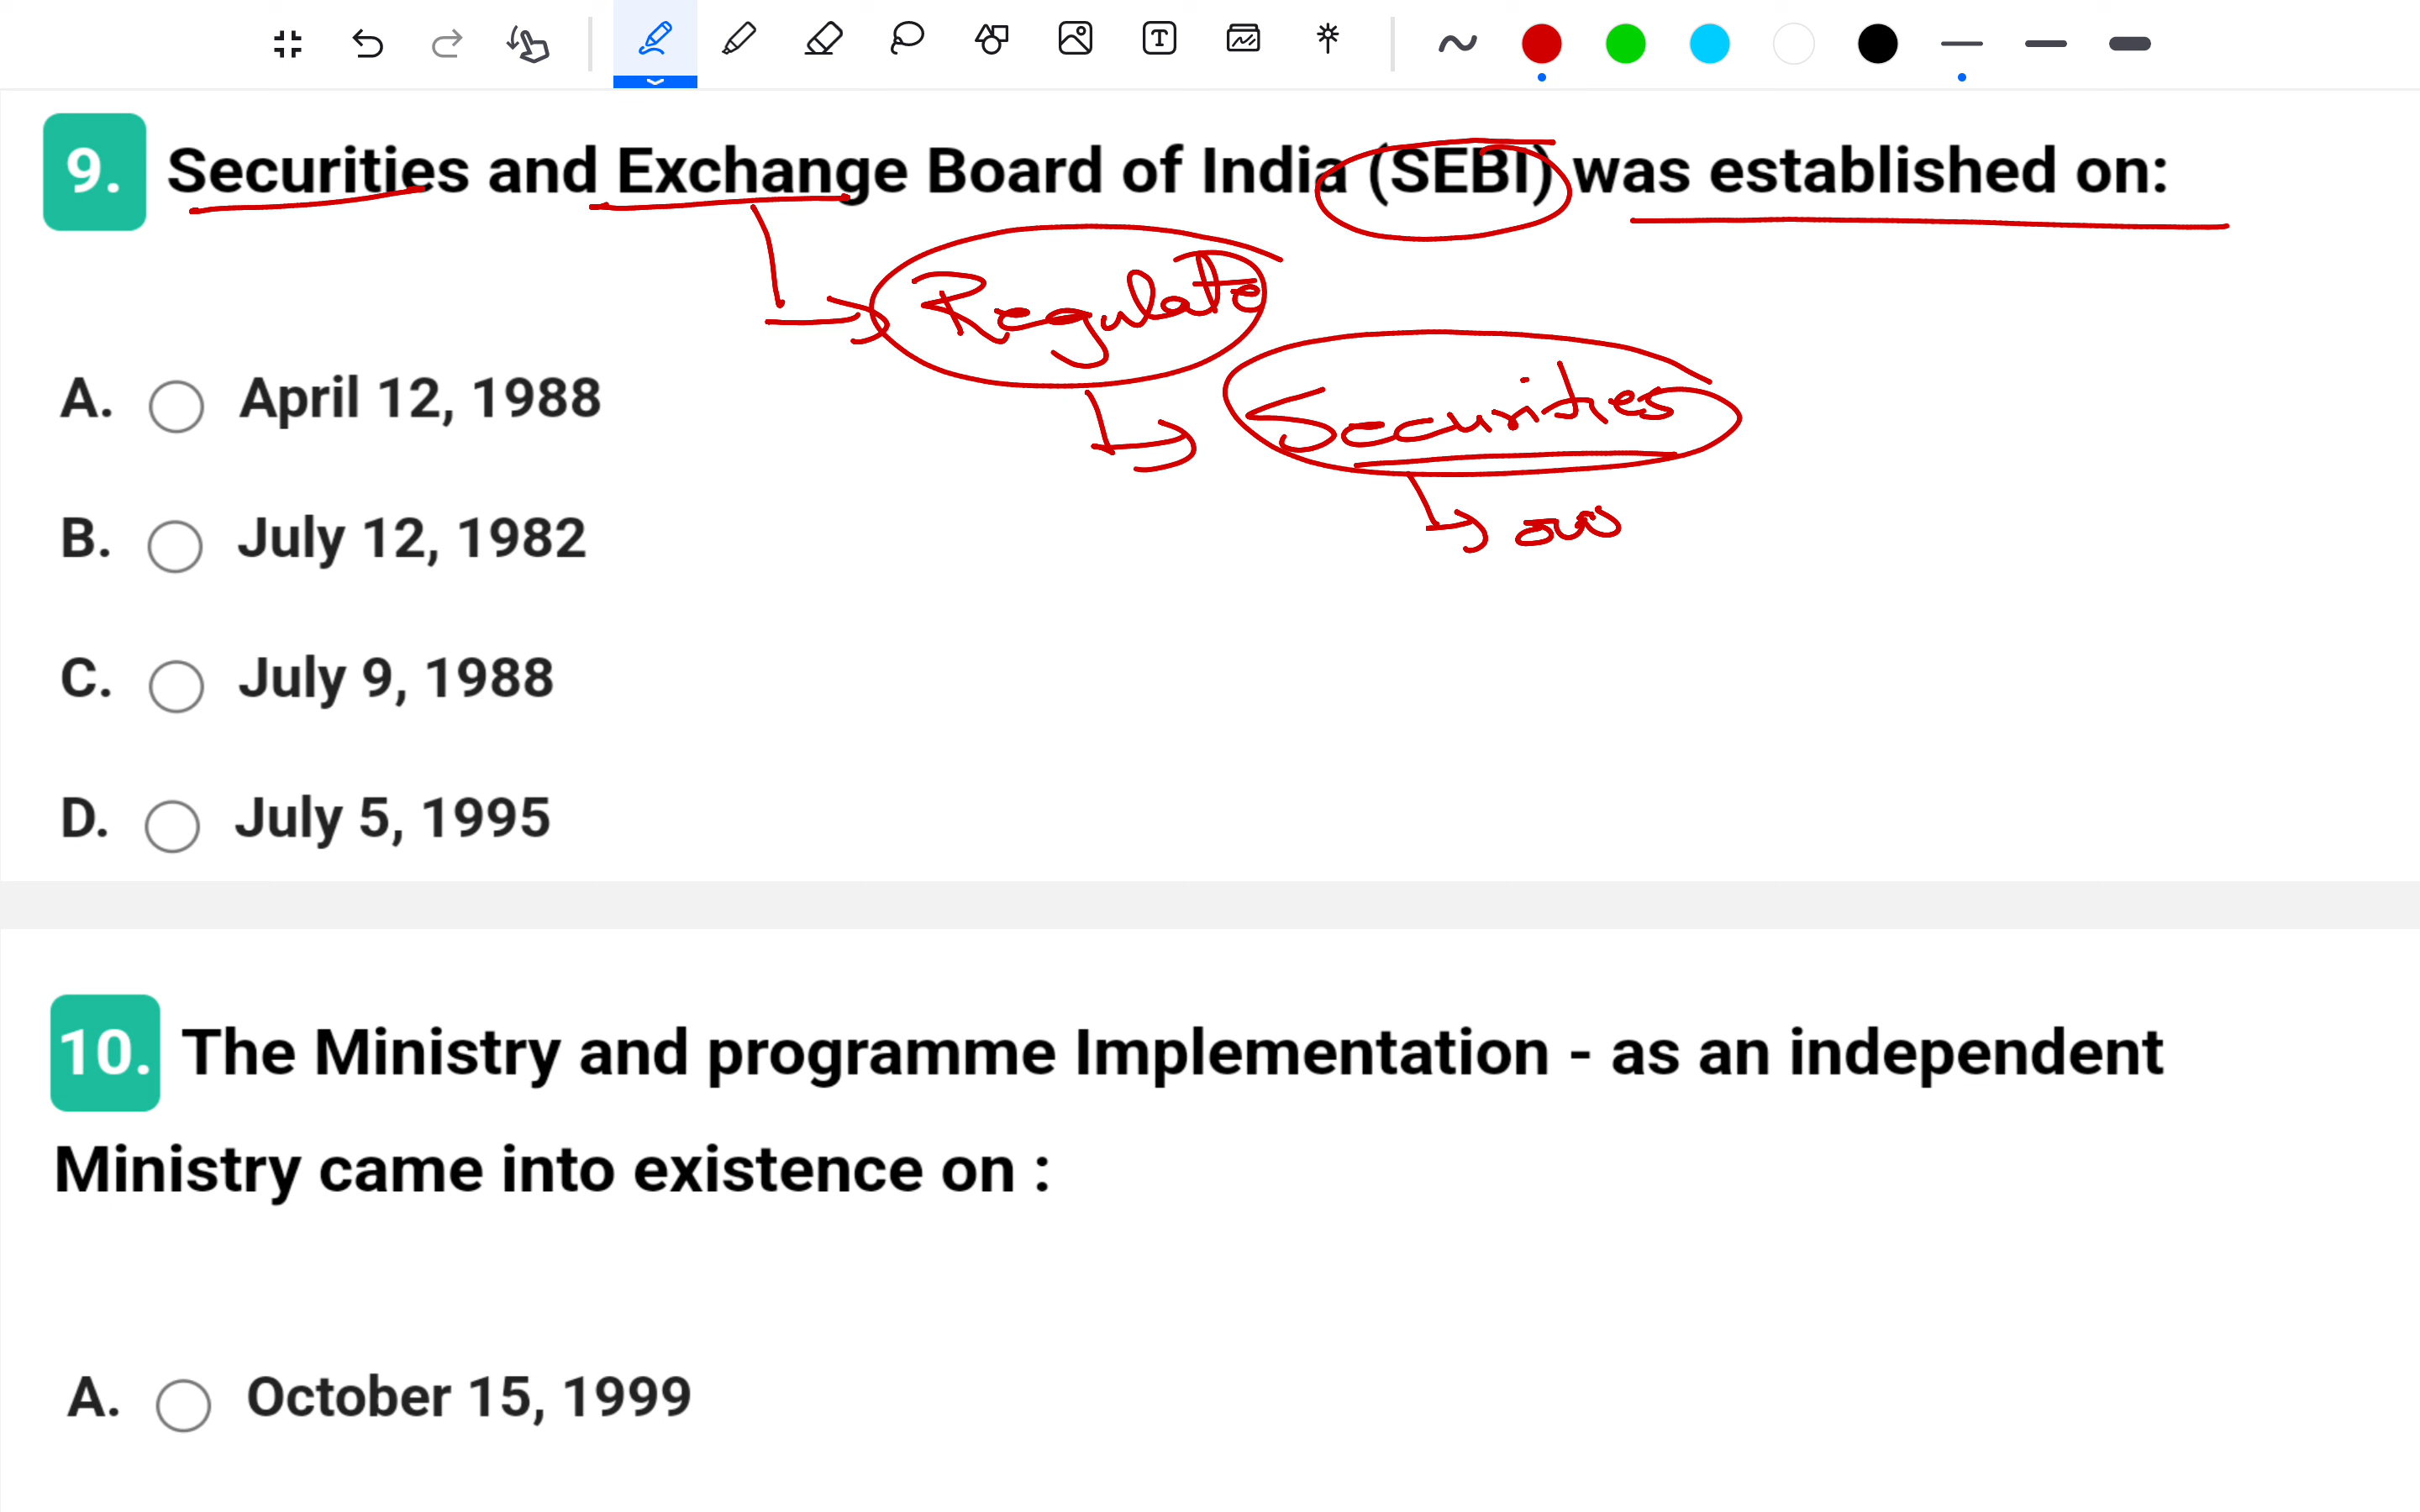 9. Securities and Exchange Board of India (SEBI) was established on:
Regulate
Securities
A. April 12, 1988
B. July 12, 1982
C. July 9, 1988
D. July 5, 1995
10. The Ministry and programme Implementation - as an independent
Ministry came into existence on :
A. October 15, 1999